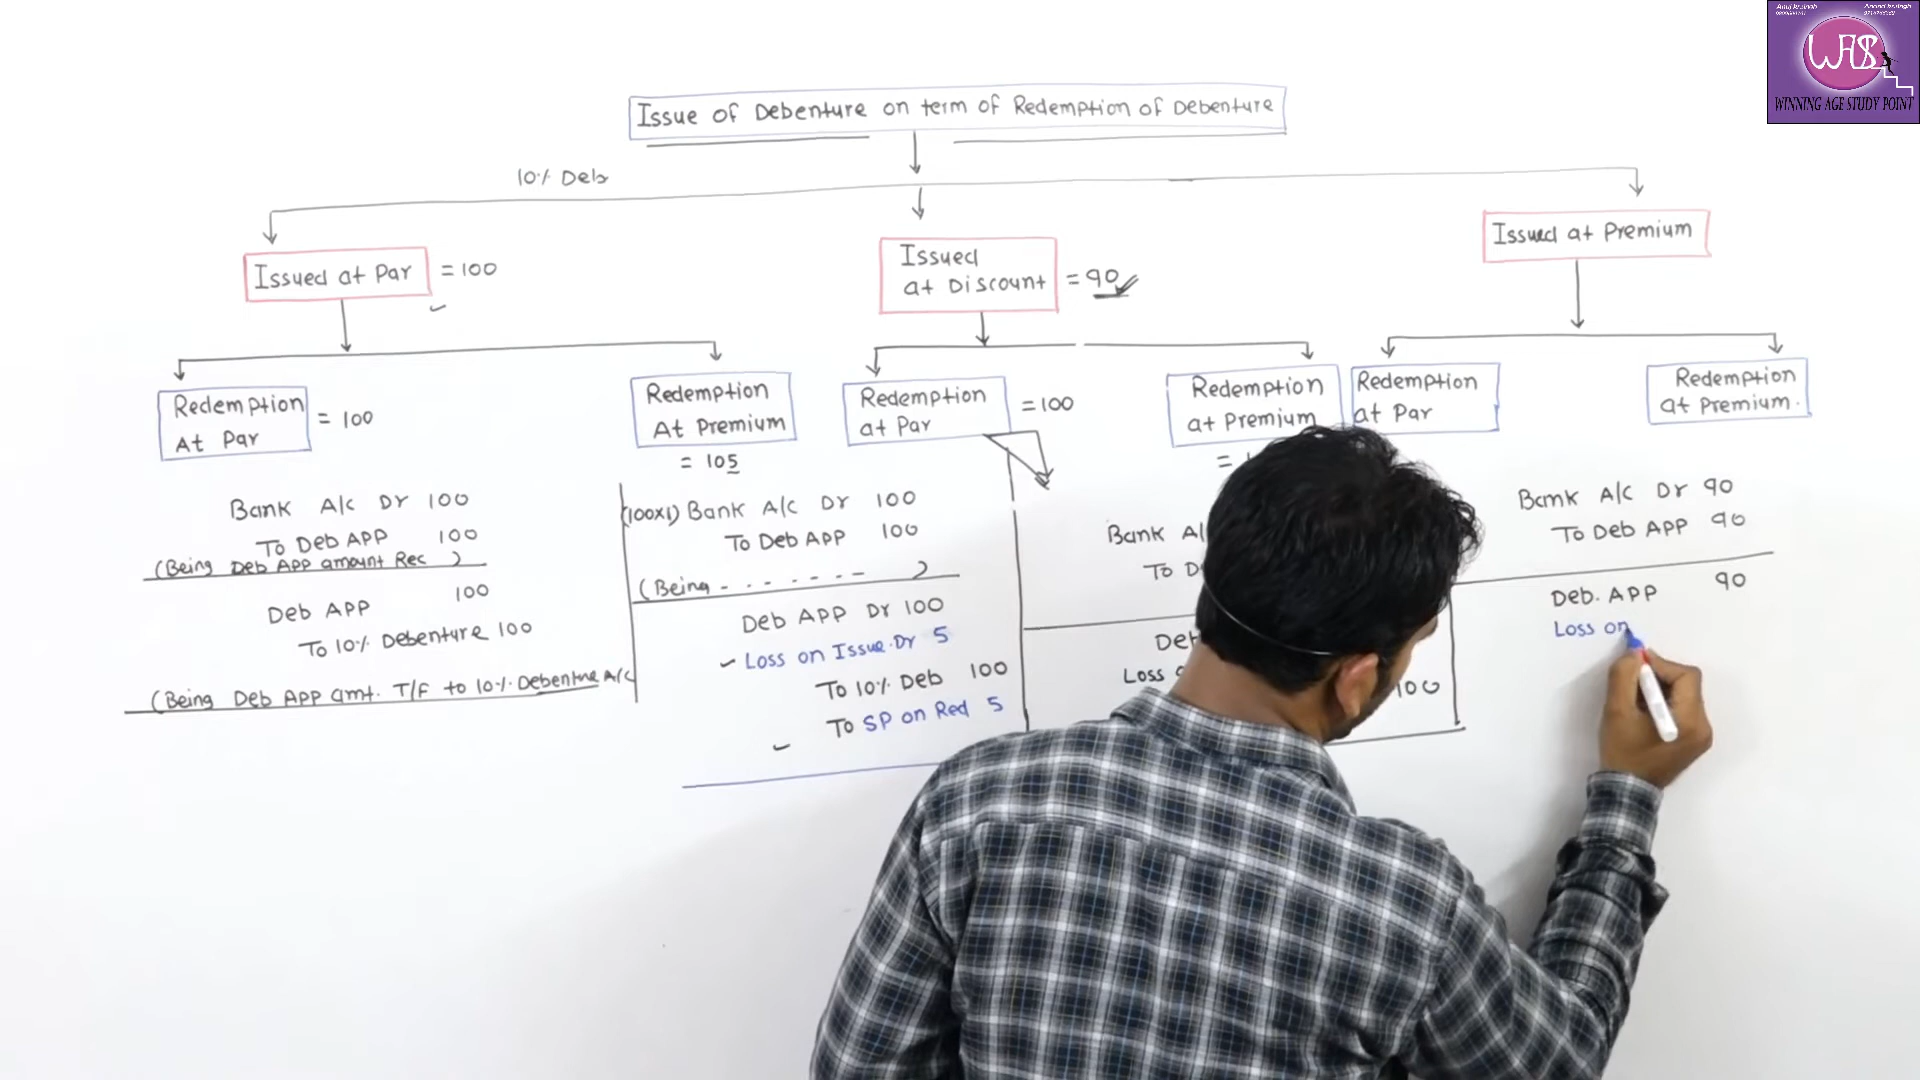 WAS
WINNING AGE STUDY POINT
Issue of Debenture on term of Redemption of Debenture
10% Deb
Issued at Par = 100
Issued
at Discount = 90
Issued at Premium
Redemption
At Par = 100
Redemption
At Premium
= 105
Redemption
at Par = 100
Redemption
at Premium
=
Redemption
at Par
Redemption
at Premium.
Bank A/c Dr 100
To Deb APP 100
(Being Deb APP amount Rec )
Deb APP 100
To 10% Debenture 100
(Being Deb APP amt. T/F to 10% Debenture A/c
(100x1) Bank A/c Dr 100
To Deb APP 100
(Being - - - - - - - )
Deb APP Dr 100
Loss on Issue. Dr 5
To 10% Deb 100
To SP on Red 5
Bank A/
To D
De
Loss
100
Bank A/c Dr 90
To Deb APP 90
Deb. APP 90
Loss on